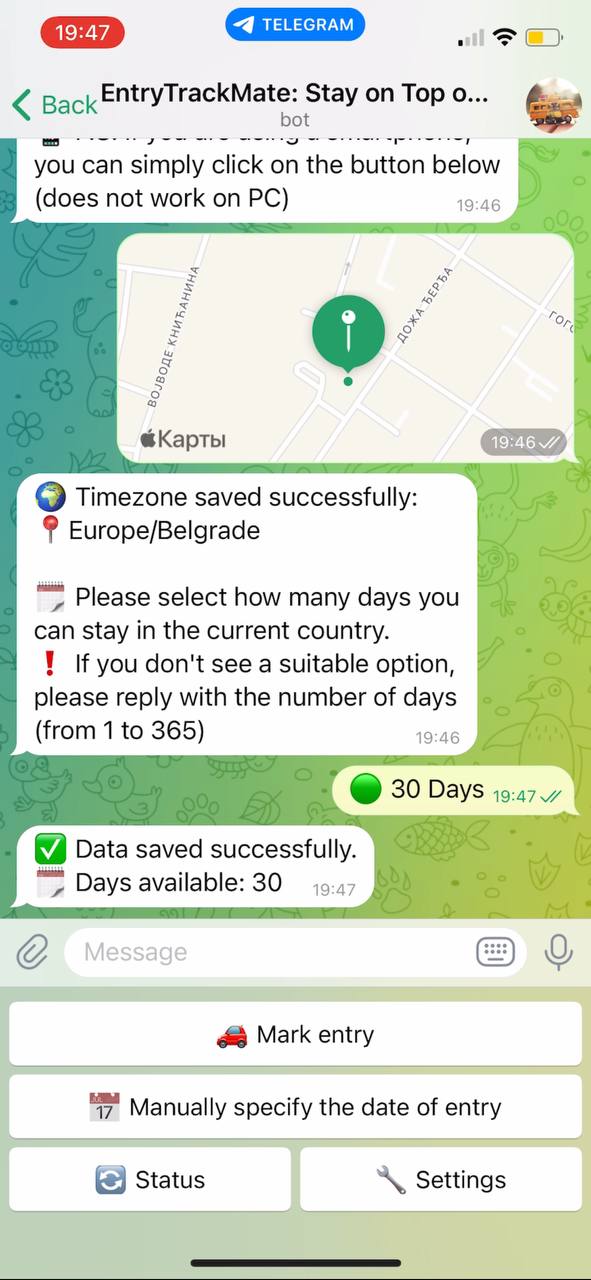 19:47
TELEGRAM
Back
EntryTrackMate: Stay on Top o...
bot
you can simply click on the button below
(does not work on PC)
19:46
ВОЈВОДЕ КНИЋАНИНА
ДОЖА ЂЕРЂА
Карты
19:46
Timezone saved successfully:
Europe/Belgrade
Please select how many days you
can stay in the current country.
If you don't see a suitable option,
please reply with the number of days
(from 1 to 365)
19:46
30 Days
19:47
Data saved successfully.
Days available: 30
19:47
Message
Mark entry
JUL
17
Manually specify the date of entry
Status
Settings